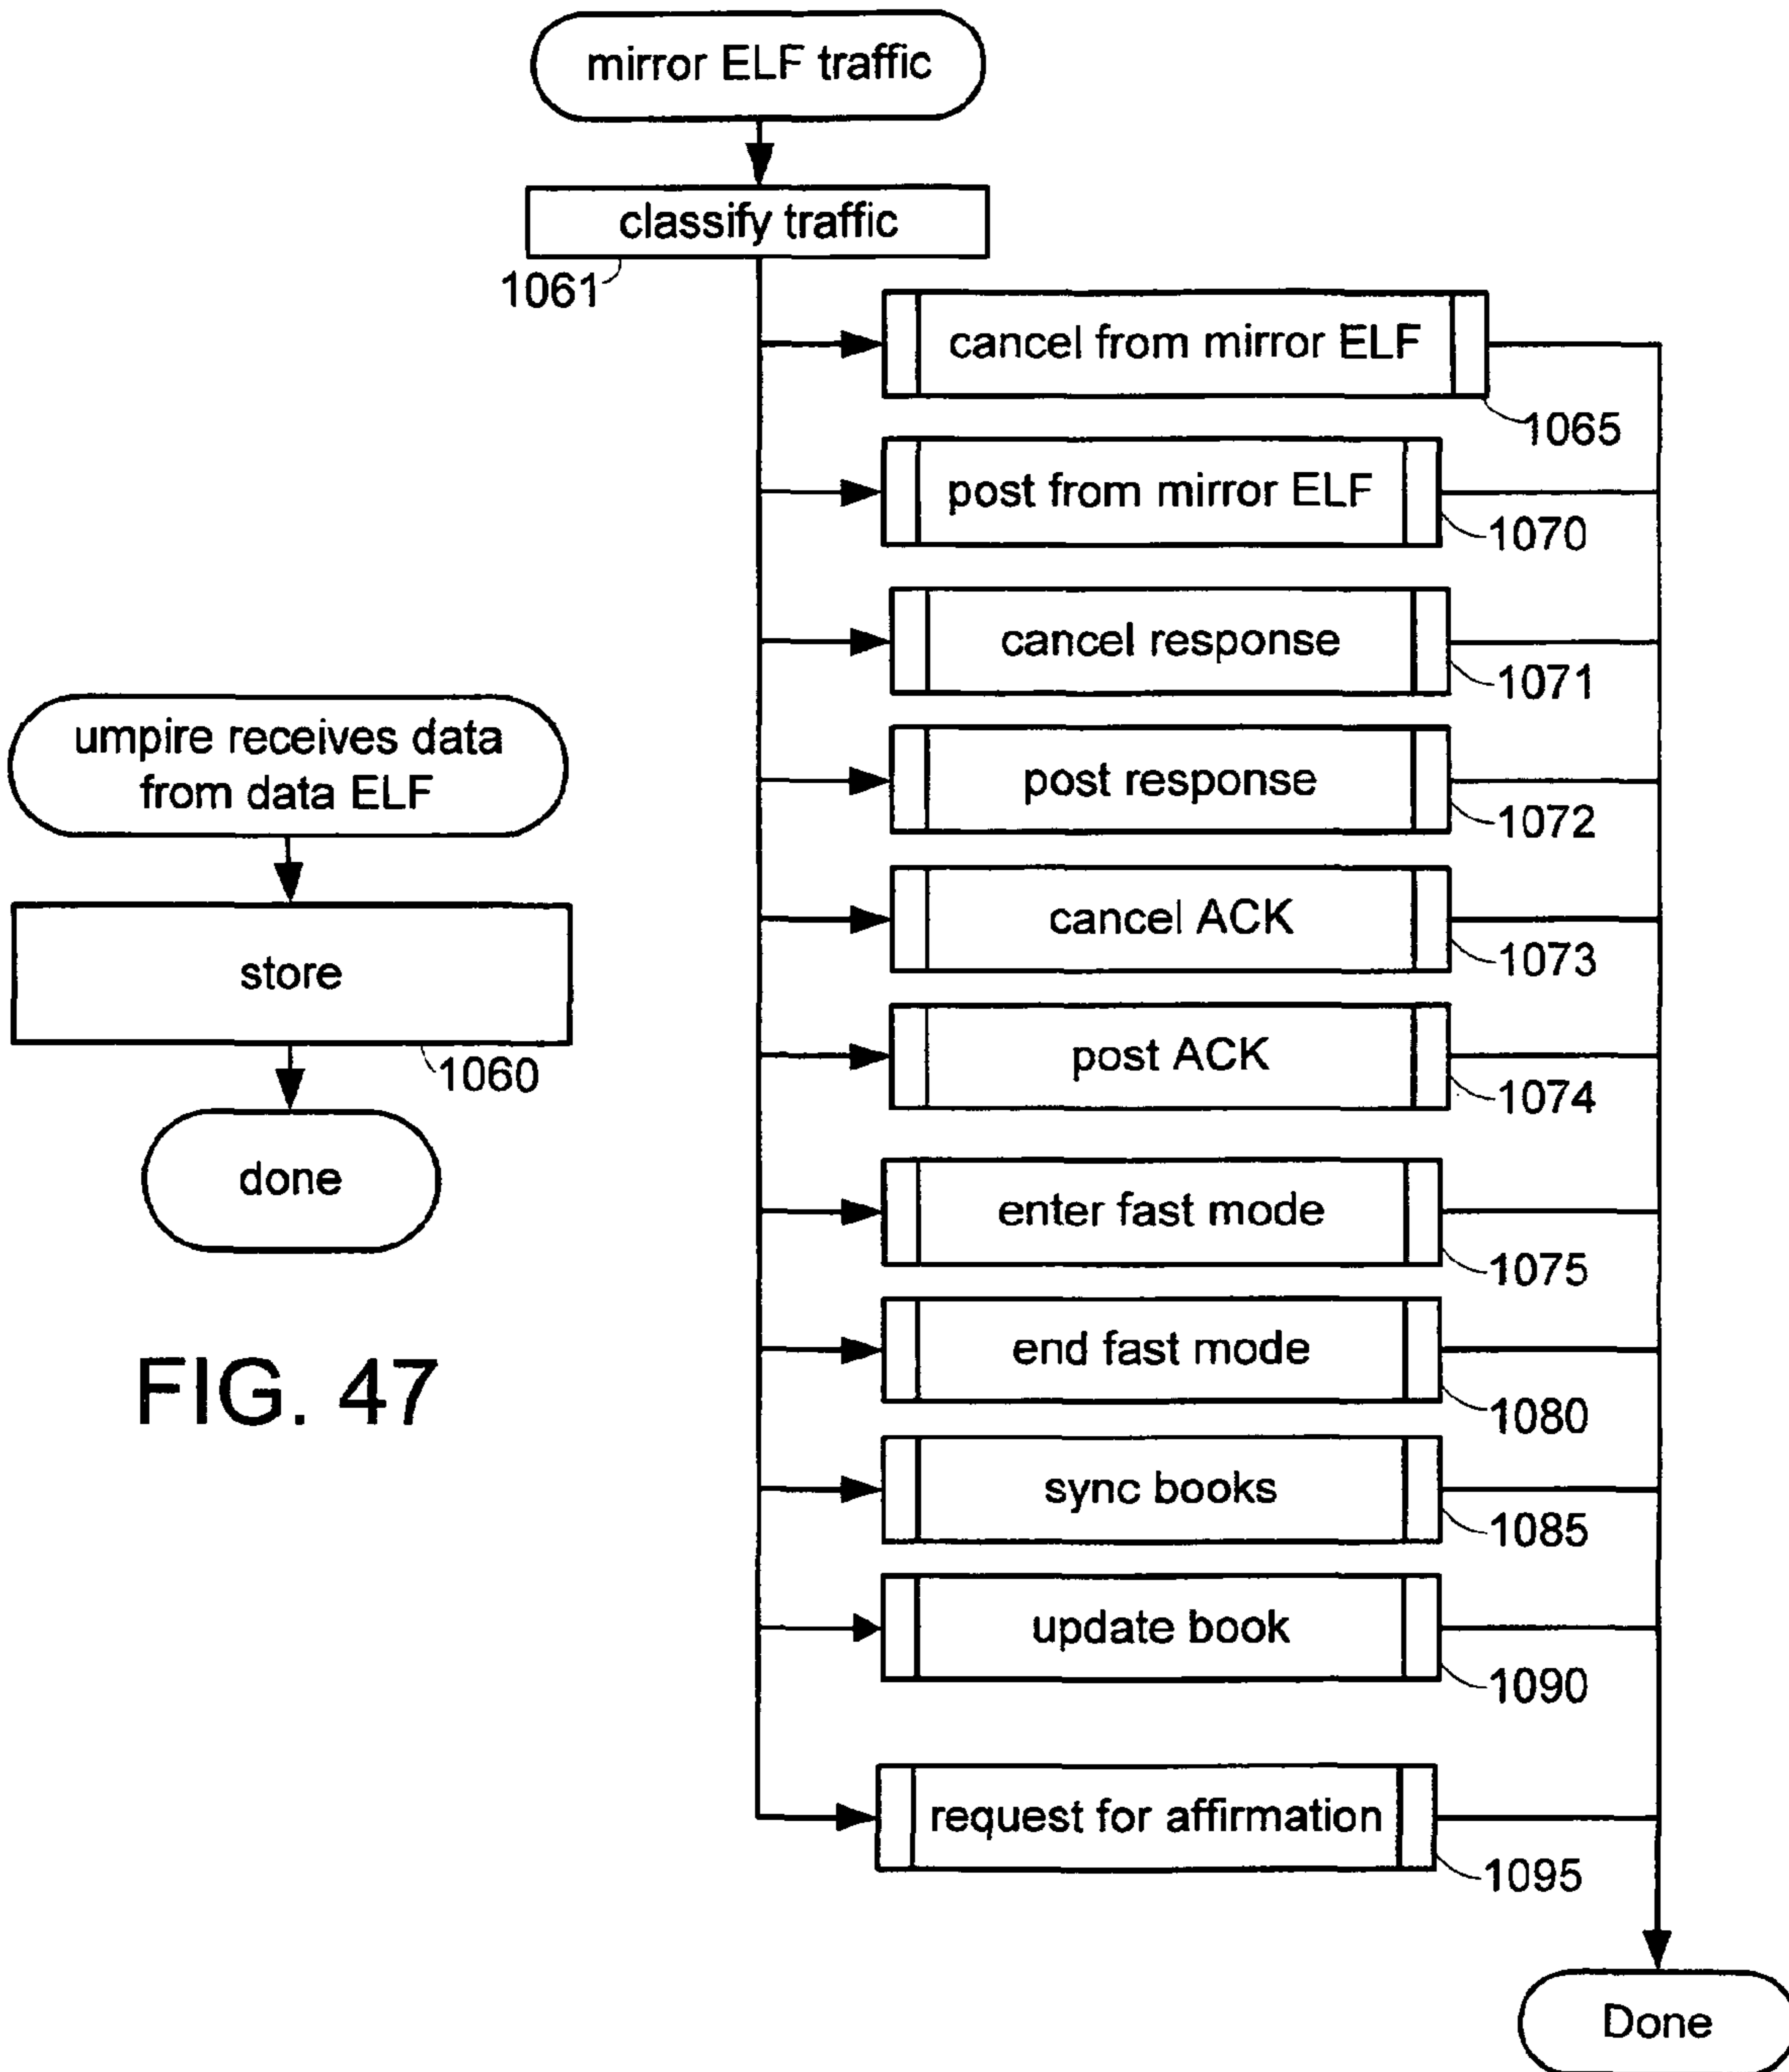 mirror ELF traffic
classify traffic
1061
cancel from mirror ELF
1065
post from mirror ELF
1070
cancel response
1071
post response
1072
cancel ACK
1073
post ACK
1074
enter fast mode
1075
end fast mode
1080
sync books
1085
update book
1090
request for affirmation
1095
Done
umpire receives data
from data ELF
store
1060
done
FIG. 47